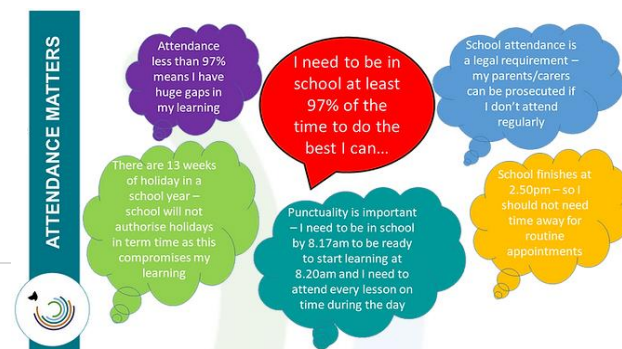 ATTENDANCE MATTERS
Attendance
less than 97%
means I have
huge gaps in
my learning
I need to be in
school at least
97% of the
time to do the
best I can...
School attendance is
a legal requirement –
my parents/carers
can be prosecuted if
I don't attend
regularly
There are 13 weeks
of holiday in a
school year –
school will not
authorise holidays
in term time as this
compromises my
learning
Punctuality is important
– I need to be in school
by 8.17am to be ready
to start learning at
8.20am and I need to
attend every lesson on
time during the day
School finishes at
2.50pm – so I
should not need
time away for
routine
appointments